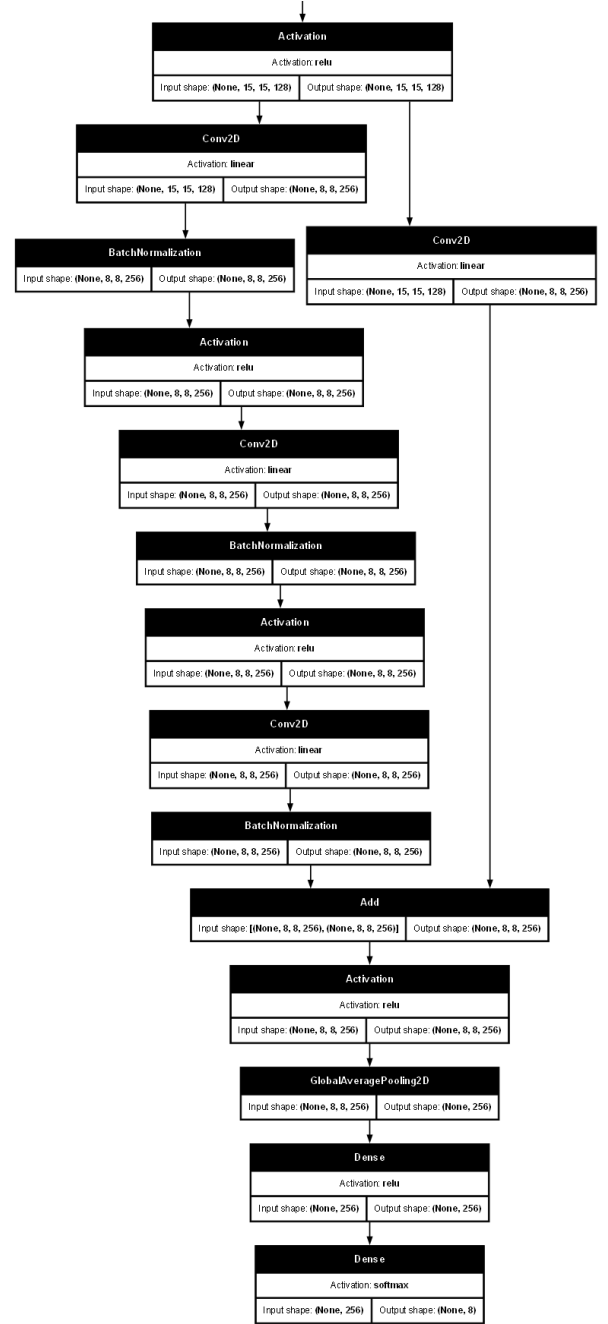 Activation
Activation: relu
Input shape: (None, 15, 15, 128) Output shape: (None, 15, 15, 128)
Conv2D
Activation: linear
Input shape: (None, 15, 15, 128) Output shape: (None, 8, 8, 256)
BatchNormalization
Input shape: (None, 8, 8, 256) Output shape: (None, 8, 8, 256)
Conv2D
Activation: linear
Input shape: (None, 15, 15, 128) Output shape: (None, 8, 8, 256)
Activation
Activation: relu
Input shape: (None, 8, 8, 256) Output shape: (None, 8, 8, 256)
Conv2D
Activation: linear
Input shape: (None, 8, 8, 256) Output shape: (None, 8, 8, 256)
BatchNormalization
Input shape: (None, 8, 8, 256) Output shape: (None, 8, 8, 256)
Activation
Activation: relu
Input shape: (None, 8, 8, 256) Output shape: (None, 8, 8, 256)
Conv2D
Activation: linear
Input shape: (None, 8, 8, 256) Output shape: (None, 8, 8, 256)
BatchNormalization
Input shape: (None, 8, 8, 256) Output shape: (None, 8, 8, 256)
Add
Input shape: [(None, 8, 8, 256), (None, 8, 8, 256)] Output shape: (None, 8, 8, 256)
Activation
Activation: relu
Input shape: (None, 8, 8, 256) Output shape: (None, 8, 8, 256)
GlobalAveragePooling2D
Input shape: (None, 8, 8, 256) Output shape: (None, 256)
Dense
Activation: relu
Input shape: (None, 256) Output shape: (None, 256)
Dense
Activation: softmax
Input shape: (None, 256) Output shape: (None, 8)